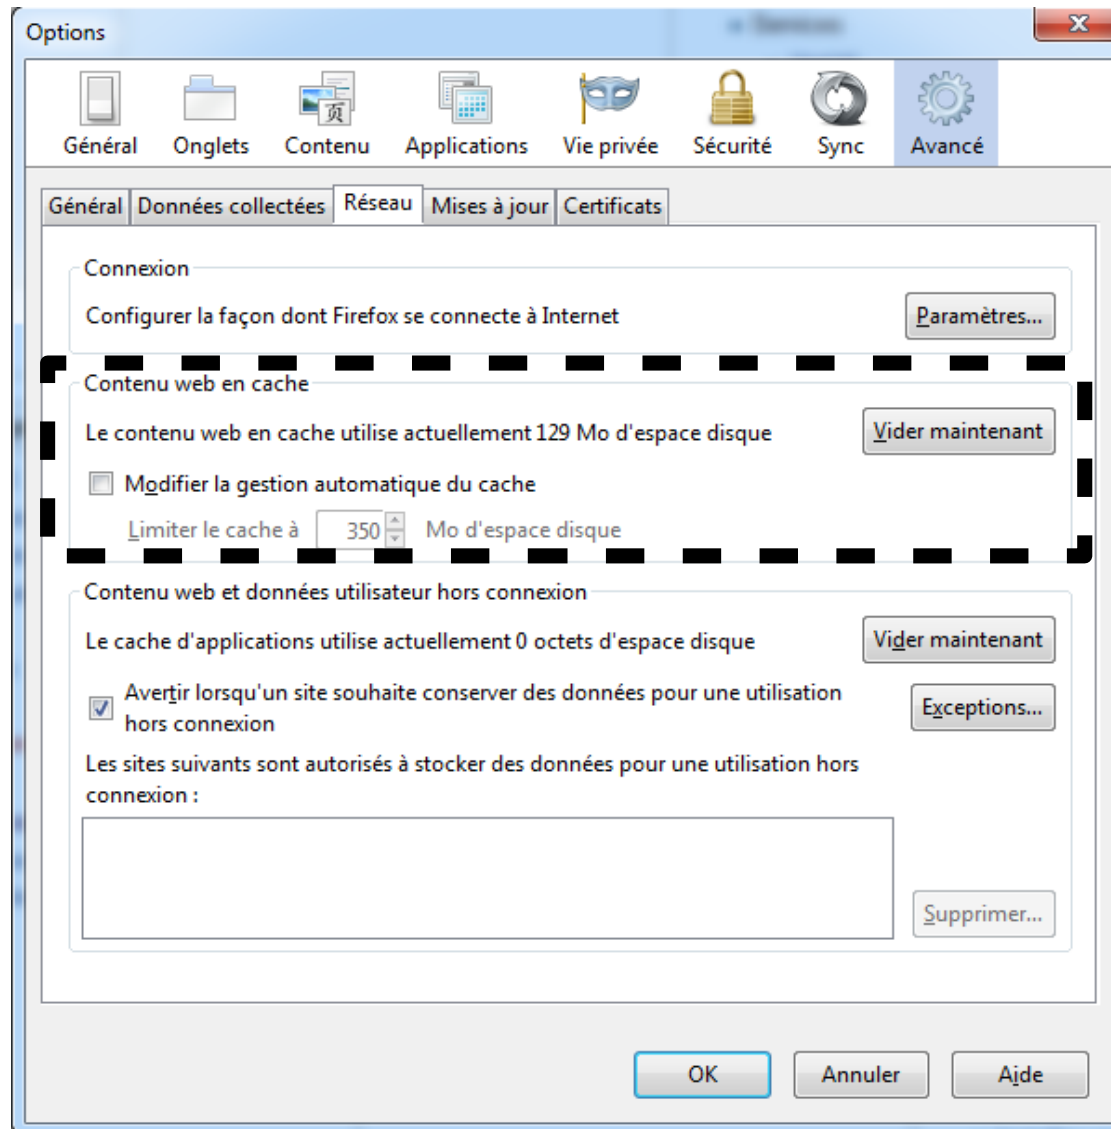 Options
Général Onglets Contenu Applications Vie privée Sécurité Sync Avancé
页
Général Données collectées Réseau Mises à jour Certificats
Connexion
Configurer la façon dont Firefox se connecte à Internet Paramètres...
Contenu web en cache
Le contenu web en cache utilise actuellement 129 Mo d'espace disque Vider maintenant
Modifier la gestion automatique du cache
Limiter le cache à 350 Mo d'espace disque
Contenu web et données utilisateur hors connexion
Le cache d'applications utilise actuellement 0 octets d'espace disque Vider maintenant
Avertir lorsqu'un site souhaite conserver des données pour une utilisation
hors connexion
Exceptions...
Les sites suivants sont autorisés à stocker des données pour une utilisation hors
connexion :
Supprimer...
OK Annuler Aide